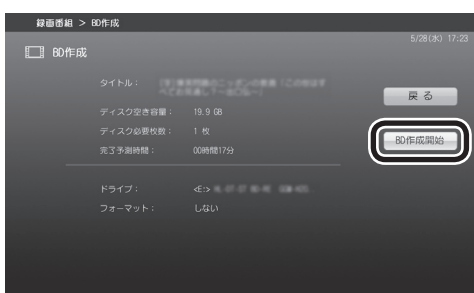 録画番組 > BD作成
5/28(水) 17:23
BD作成
タイトル：
戻る
ディスク空き容量： 19.9 GB
ディスク必要枚数： 1 枚
BD作成開始
完了予測時間： 00時間17分
ドライブ： <E:>
フォーマット： しない